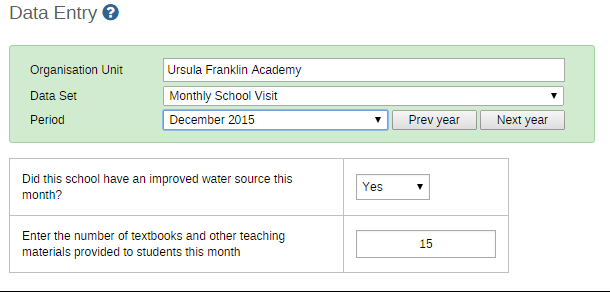 Data Entry ?
Organisation Unit Ursula Franklin Academy
Data Set Monthly School Visit
Period December 2015 Prev year Next year
Did this school have an improved water source this
month?
Yes
Enter the number of textbooks and other teaching
materials provided to students this month
15